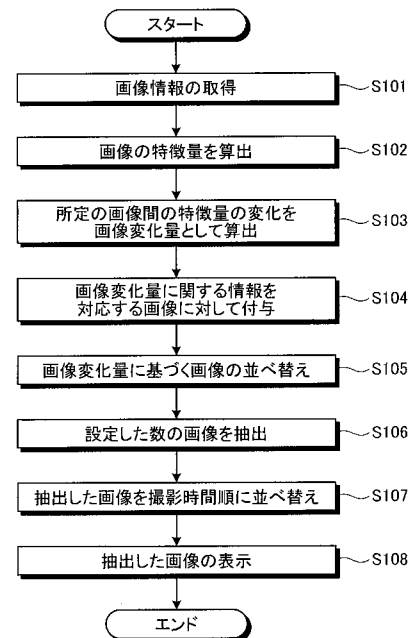 スタート
画像情報の取得
S101
画像の特徴量を算出
S102
所定の画像間の特徴量の変化を
画像変化量として算出
S103
画像変化量に関する情報を
対応する画像に対して付与
S104
画像変化量に基づく画像の並べ替え
S105
設定した数の画像を抽出
S106
抽出した画像を撮影時間順に並べ替え
S107
抽出した画像の表示
S108
エンド